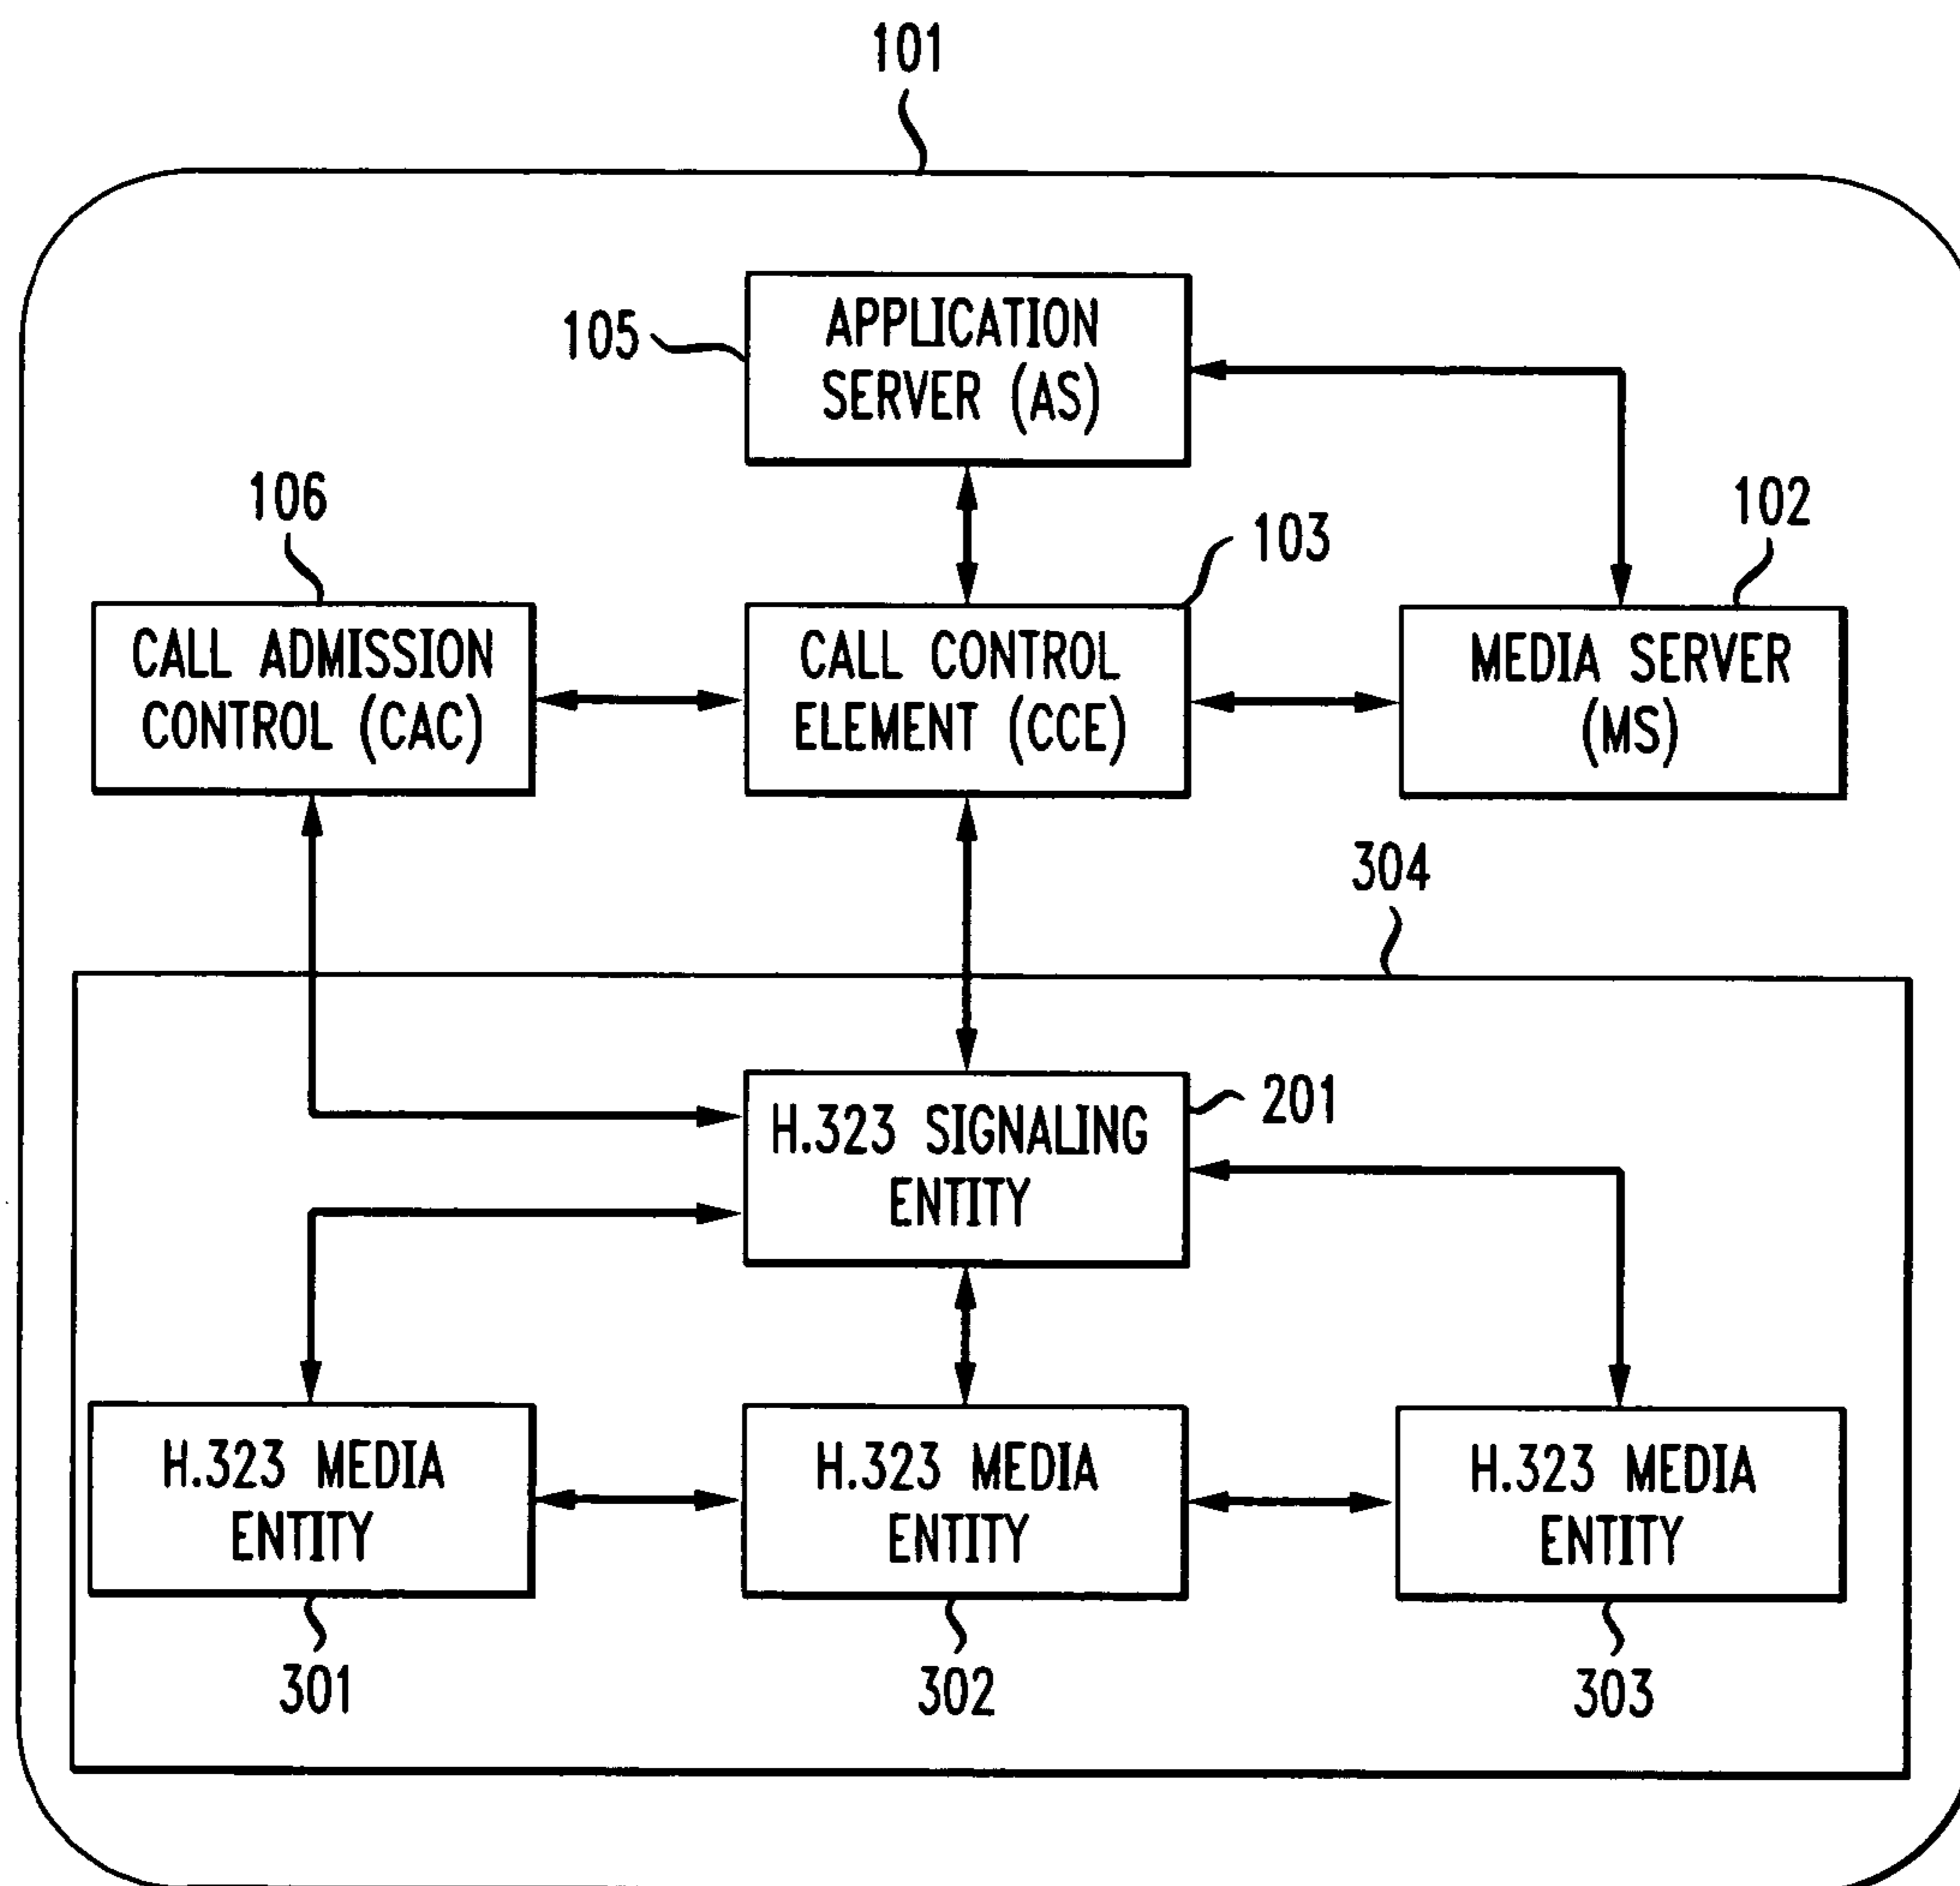 101
105
APPLICATION
SERVER (AS)
106
103
102
CALL ADMISSION
CONTROL (CAC)
CALL CONTROL
ELEMENT (CCE)
MEDIA SERVER
(MS)
304
H.323 SIGNALING
ENTITY
201
H.323 MEDIA
ENTITY
H.323 MEDIA
ENTITY
H.323 MEDIA
ENTITY
301
302
303